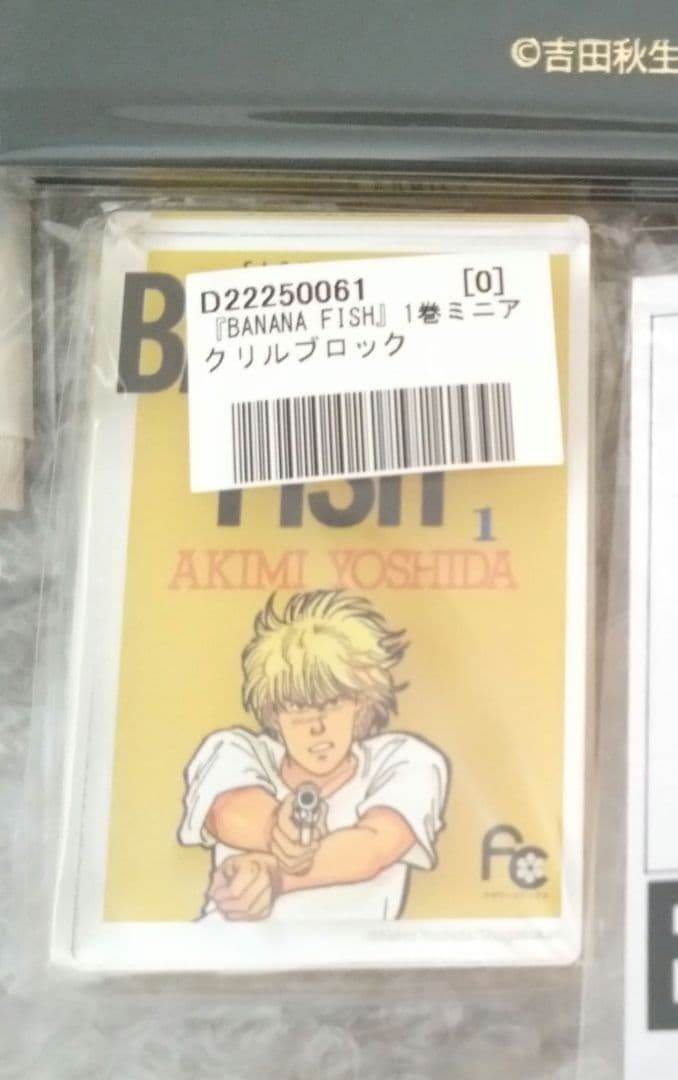 ©吉田秋生
D22250061 [0]
『BANANA FISH』1巻ミニア
クリルブロック
B
FISH 1
AKIMI YOSHIDA
fc